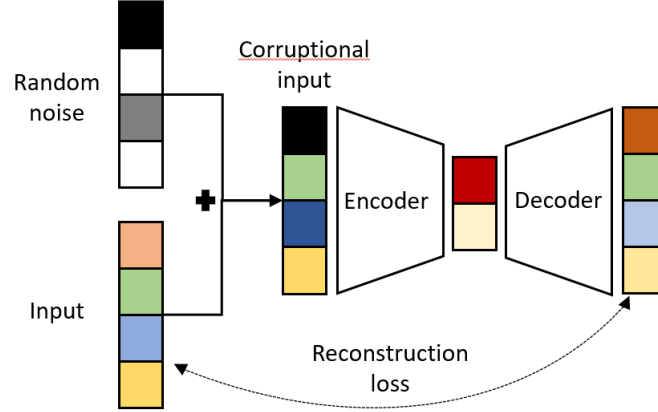 Random
noise
Corruptional
input
Encoder
Decoder
Input
Reconstruction
loss